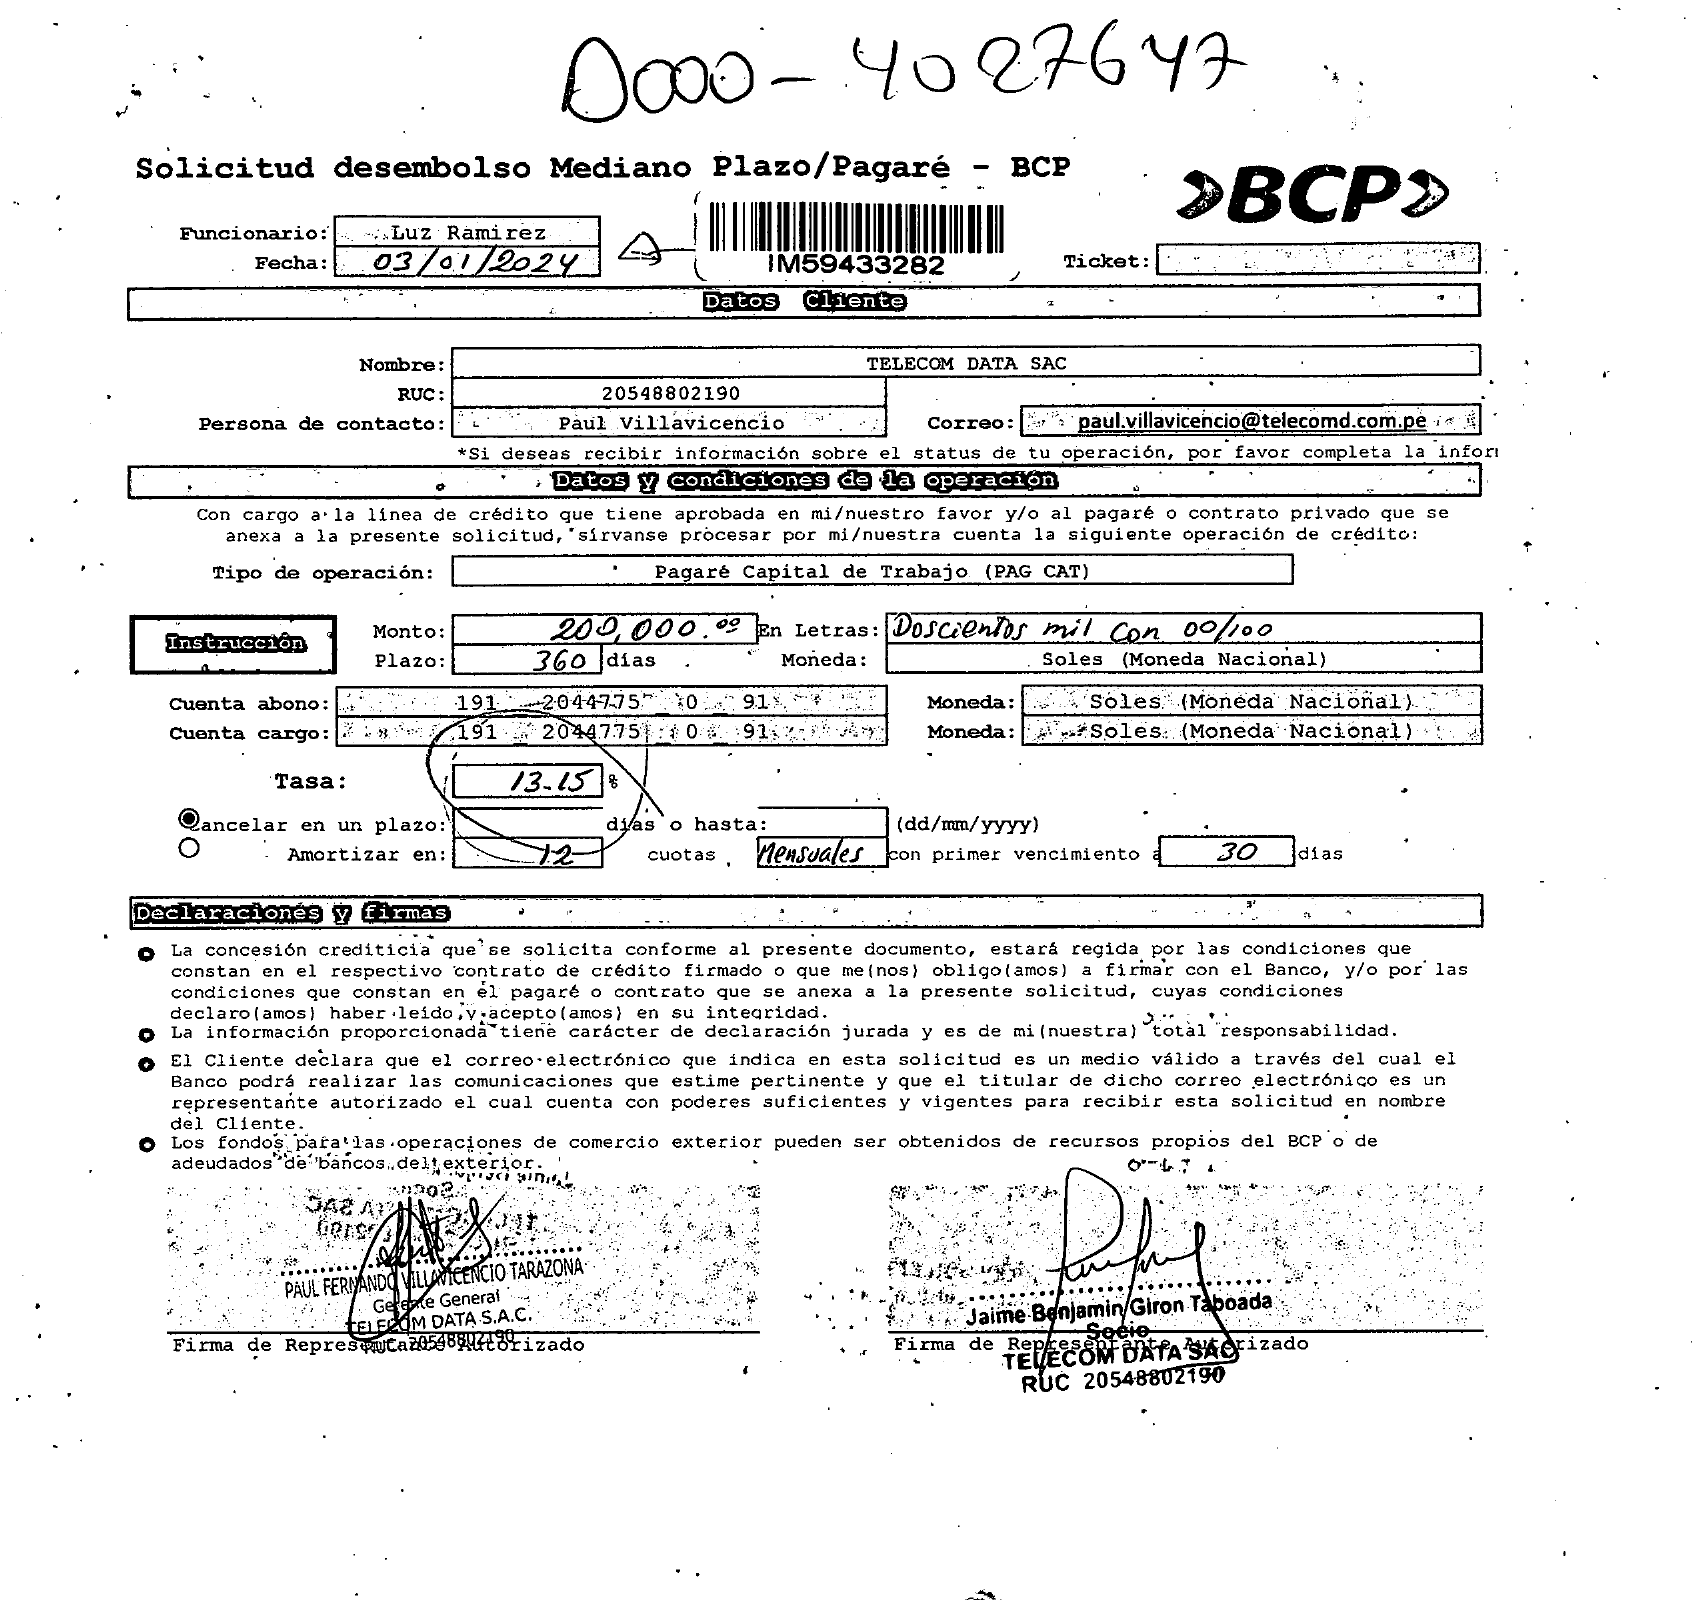 D000-4027647
Solicitud desembolso Mediano Plazo/Pagaré - BCP
BCP
Funcionario: Luz Ramirez
Fecha: 03/01/2024
IM59433282
Ticket:
Datos Cliente
Nombre: TELECOM DATA SAC
RUC: 20548802190
Persona de contacto: Paul Villavicencio Correo: paul.villavicencio@telecomd.com.pe
*Si deseas recibir información sobre el status de tu operación, por favor completa la infor
Datos y condiciones de la operación
Con cargo a la línea de crédito que tiene aprobada en mi/nuestro favor y/o al pagaré o contrato privado que se
anexa a la presente solicitud, sírvanse procesar por mi/nuestra cuenta la siguiente operación de crédito:
Tipo de operación: Pagaré Capital de Trabajo (PAG CAT)
Instrucción
Monto: 200,000.00 En Letras: Doscientos mil con 00/100
Plazo: 360 días Moneda: Soles (Moneda Nacional)
Cuenta abono: 191 2044775 0 91 Moneda: Soles (Moneda Nacional)
Cuenta cargo: 191 2044775 0 91 Moneda: Soles (Moneda Nacional)
Tasa: 13.15 %
Cancelar en un plazo: días o hasta: (dd/mm/yyyy)
Amortizar en: 12 cuotas Mensuales con primer vencimiento a 30 días
Declaraciones y firmas
La concesión crediticia que se solicita conforme al presente documento, estará regida por las condiciones que
constan en el respectivo contrato de crédito firmado o que me(nos) obligo(amos) a firmar con el Banco, y/o por las
condiciones que constan en el pagaré o contrato que se anexa a la presente solicitud, cuyas condiciones
declaro(amos) haber leído y acepto(amos) en su integridad.
La información proporcionada tiene carácter de declaración jurada y es de mi(nuestra) total responsabilidad.
El Cliente declara que el correo electrónico que indica en esta solicitud es un medio válido a través del cual el
Banco podrá realizar las comunicaciones que estime pertinente y que el titular de dicho correo electrónico es un
representante autorizado el cual cuenta con poderes suficientes y vigentes para recibir esta solicitud en nombre
del Cliente.
Los fondos para las operaciones de comercio exterior pueden ser obtenidos de recursos propios del BCP o de
adeudados de bancos del exterior.
PAUL FERNANDO VILLAVICENCIO TARAZONA
Gerente General
TELECOM DATA S.A.C.
RUC 20548802190
Firma de Representante Autorizado
Jaime Benjamin Giron Taboada
Socio
Firma de Representante Autorizado
TELECOM DATA SAC
RUC 20548802190